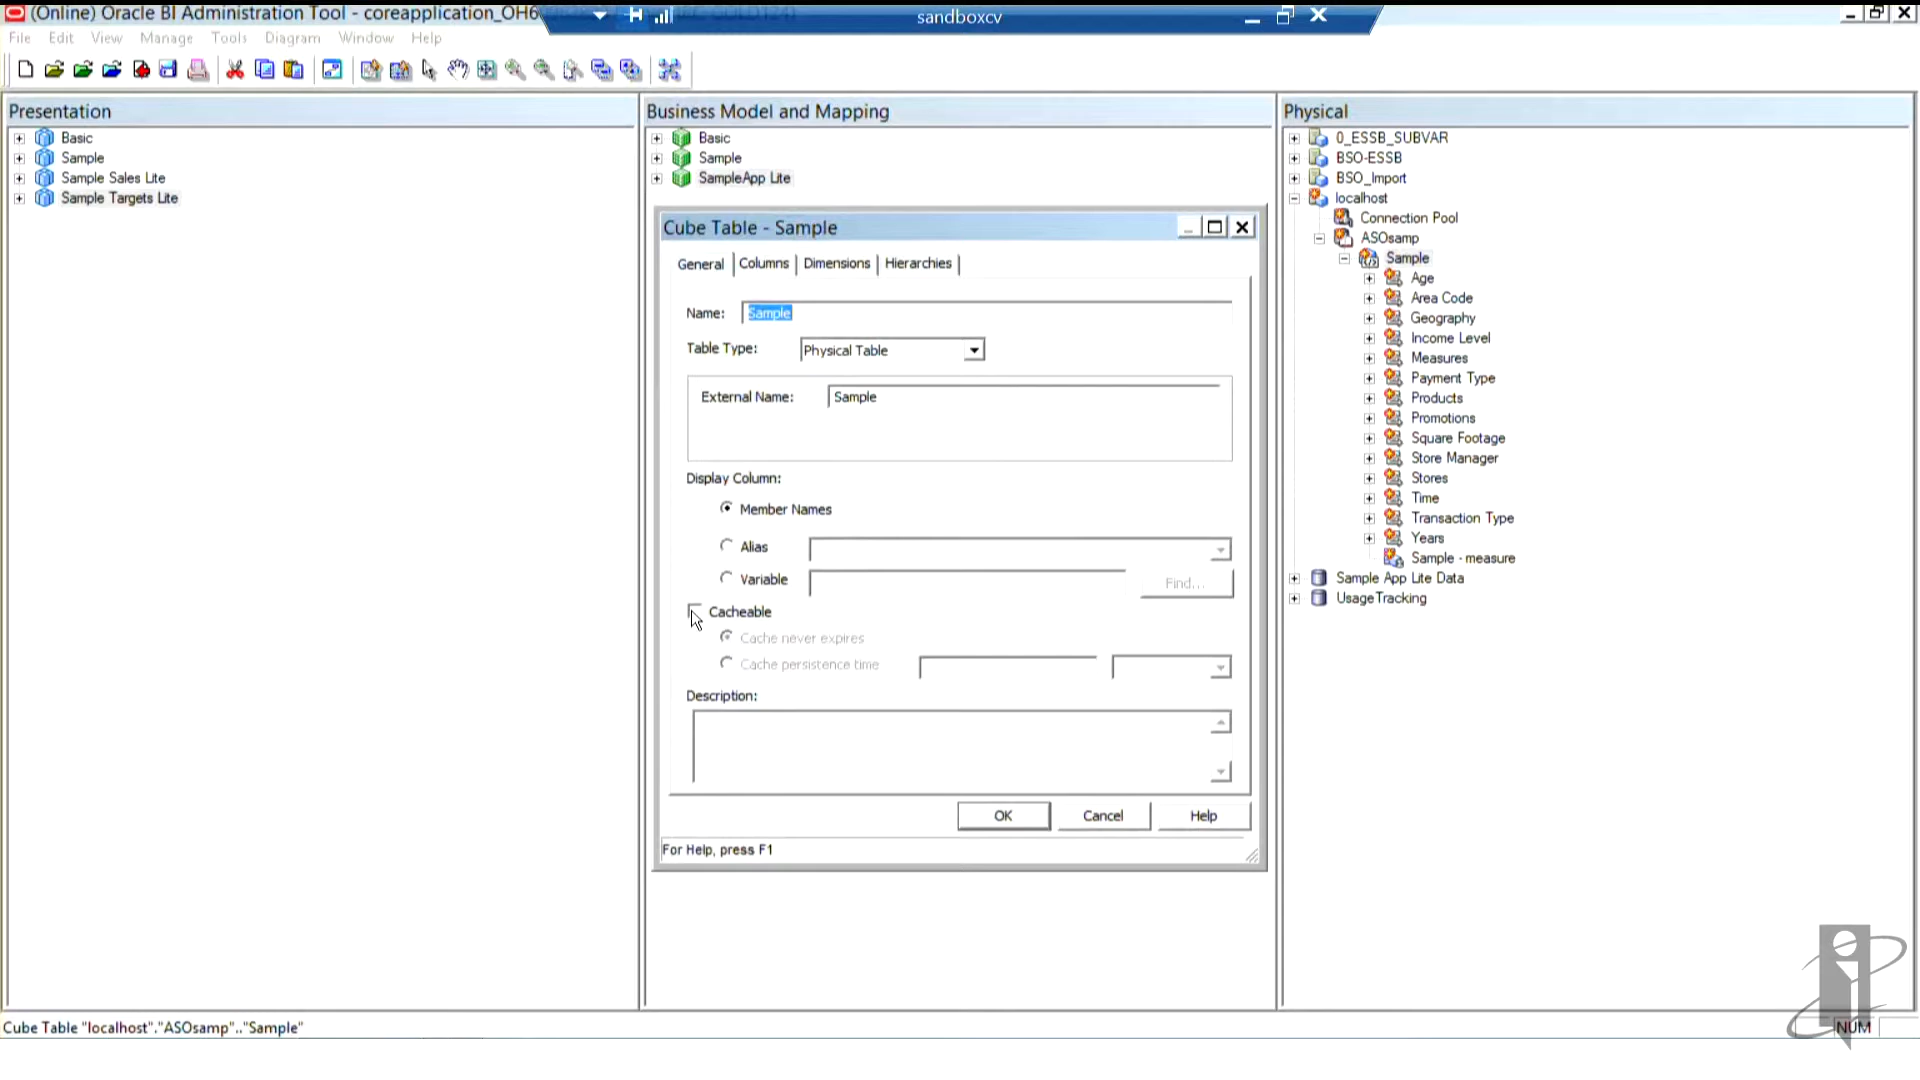 (Online) Oracle BI Administration Tool - coreapplication_OH6
sandboxcv
File Edit View Manage Tools Diagram Window Help
Presentation
Basic
Sample
Sample Sales Lite
Sample Targets Lite
Business Model and Mapping
Basic
Sample
SampleApp Lite
Cube Table - Sample
General Columns Dimensions Hierarchies
Name: Sample
Table Type: Physical Table
External Name: Sample
Display Column:
Member Names
Alias
Variable Find...
Cacheable
Cache never expires
Cache persistence time
Description:
OK Cancel Help
For Help, press F1
Physical
0_ESSB_SUBVAR
BSO-ESSB
BSO_Import
localhost
Connection Pool
ASOsamp
Sample
Age
Area Code
Geography
Income Level
Measures
Payment Type
Products
Promotions
Square Footage
Store Manager
Stores
Time
Transaction Type
Years
Sample - measure
Sample App Lite Data
UsageTracking
Cube Table "localhost"."ASOsamp".."Sample"
NUM